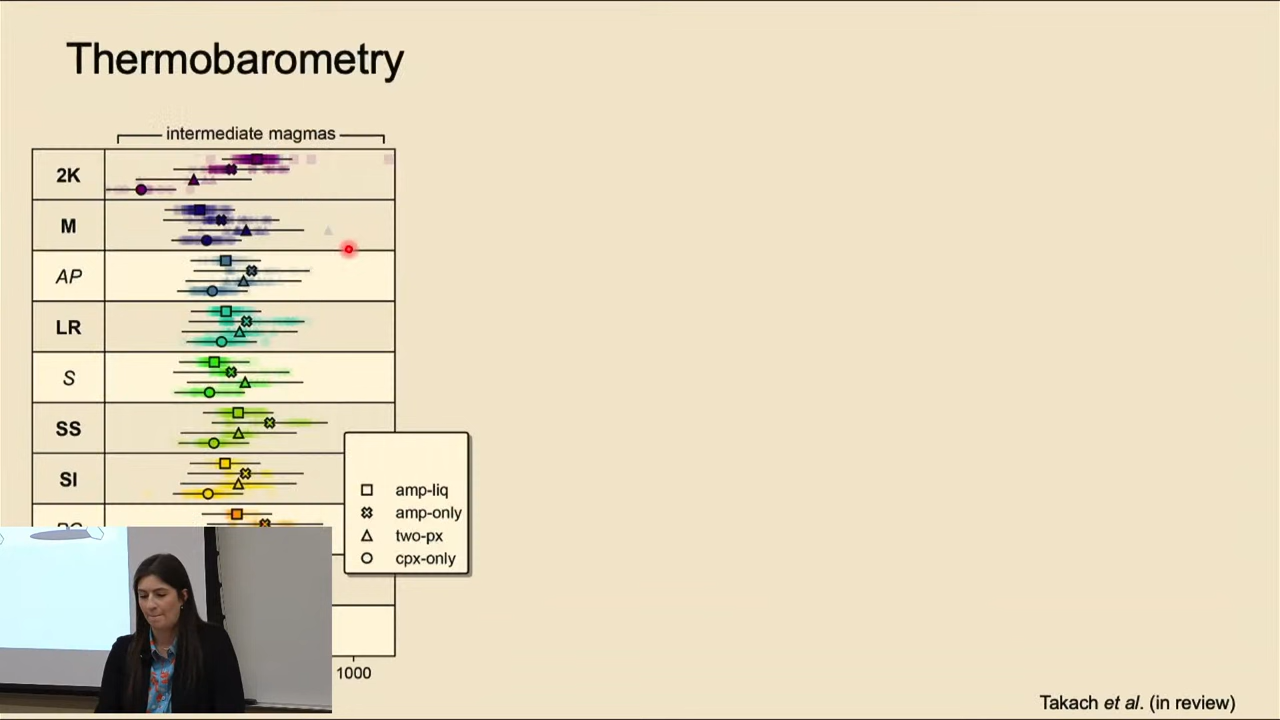 Thermobarometry
intermediate magmas
2K
M
AP
LR
S
SS
SI
amp-liq
amp-only
two-px
cpx-only
1000
Takach et al. (in review)